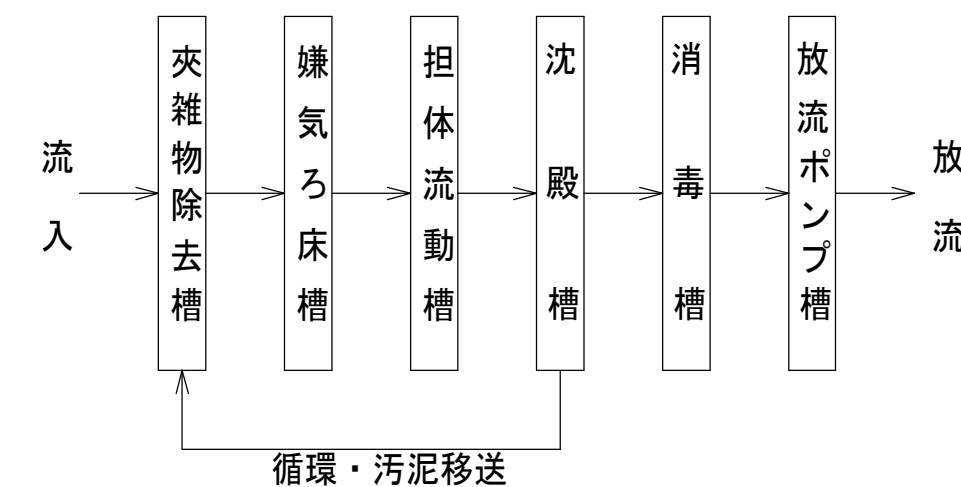 流入
夾雑物除去槽
嫌気ろ床槽
担体流動槽
沈殿槽
消毒槽
放流ポンプ槽
放流
循環・汚泥移送